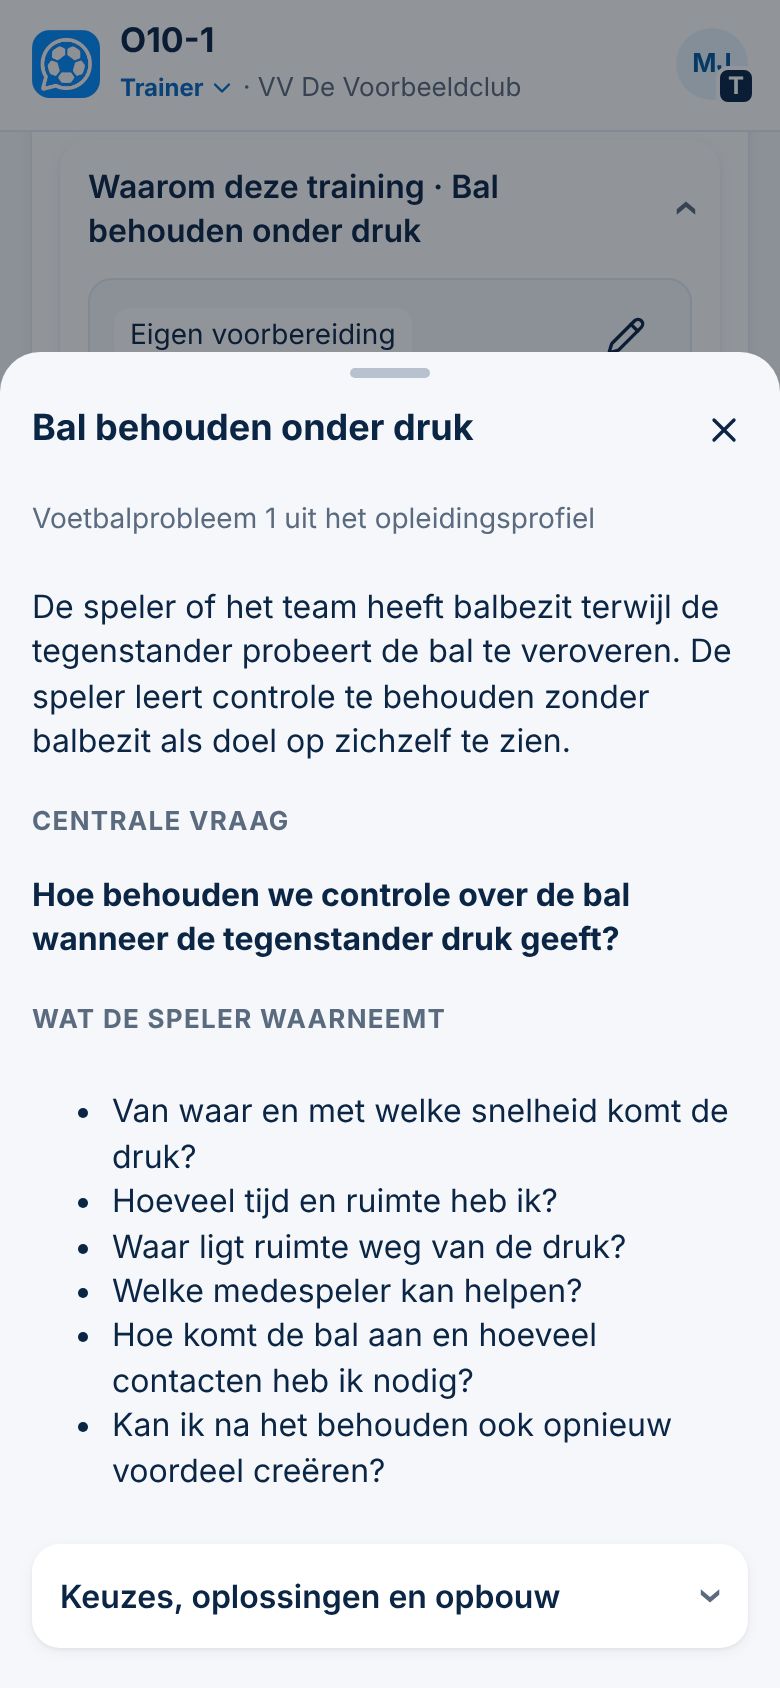 O10-1
Trainer · VV De Voorbeeldclub
T
Waarom deze training · Bal
behouden onder druk
Eigen voorbereiding
Bal behouden onder druk
Voetbalprobleem 1 uit het opleidingsprofiel
De speler of het team heeft balbezit terwijl de
tegenstander probeert de bal te veroveren. De
speler leert controle te behouden zonder
balbezit als doel op zichzelf te zien.
CENTRALE VRAAG
Hoe behouden we controle over de bal
wanneer de tegenstander druk geeft?
WAT DE SPELER WAARNEEMT
• Van waar en met welke snelheid komt de
druk?
• Hoeveel tijd en ruimte heb ik?
• Waar ligt ruimte weg van de druk?
• Welke medespeler kan helpen?
• Hoe komt de bal aan en hoeveel
contacten heb ik nodig?
• Kan ik na het behouden ook opnieuw
voordeel creëren?
Keuzes, oplossingen en opbouw